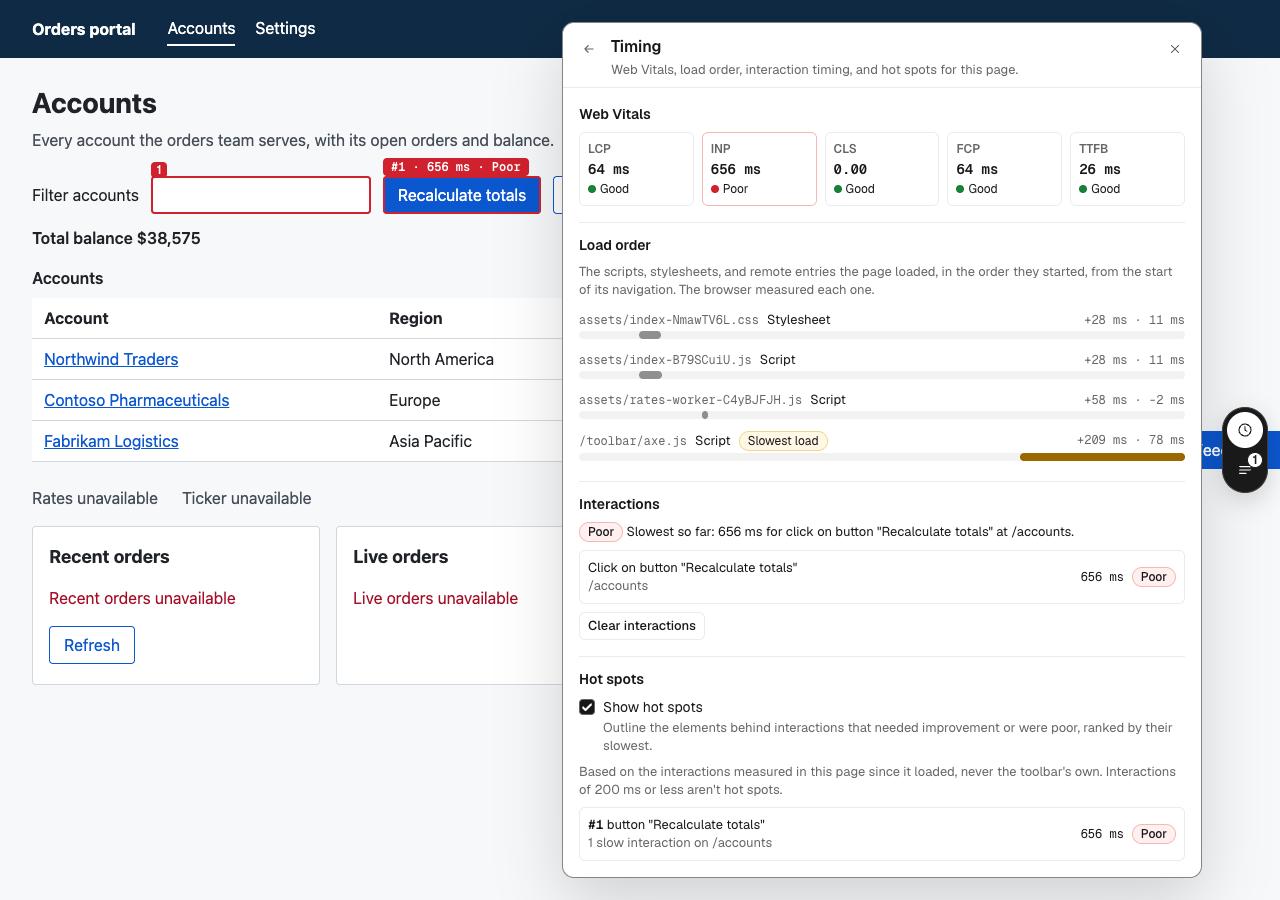 Orders portal
Accounts
Settings
Accounts
Every account the orders team serves, with its open orders and balance.
1
#1 · 656 ms · Poor
Filter accounts
Recalculate totals
Total balance $38,575
Accounts
Account Region
Northwind Traders North America
Contoso Pharmaceuticals Europe
Fabrikam Logistics Asia Pacific
Rates unavailable
Ticker unavailable
Recent orders
Recent orders unavailable
Refresh
Live orders
Live orders unavailable
Timing
Web Vitals, load order, interaction timing, and hot spots for this page.
Web Vitals
LCP
64 ms
Good
INP
656 ms
Poor
CLS
0.00
Good
FCP
64 ms
Good
TTFB
26 ms
Good
Load order
The scripts, stylesheets, and remote entries the page loaded, in the order they started, from the start
of its navigation. The browser measured each one.
assets/index-NmawTV6L.css Stylesheet +28 ms · 11 ms
assets/index-B79SCuiU.js Script +28 ms · 11 ms
assets/rates-worker-C4yBJFJH.js Script +58 ms · -2 ms
/toolbar/axe.js Script Slowest load +209 ms · 78 ms
Interactions
Poor Slowest so far: 656 ms for click on button "Recalculate totals" at /accounts.
Click on button "Recalculate totals"
/accounts
656 ms Poor
Clear interactions
Hot spots
Show hot spots
Outline the elements behind interactions that needed improvement or were poor, ranked by their
slowest.
Based on the interactions measured in this page since it loaded, never the toolbar's own. Interactions
of 200 ms or less aren't hot spots.
#1 button "Recalculate totals"
1 slow interaction on /accounts
656 ms Poor
1